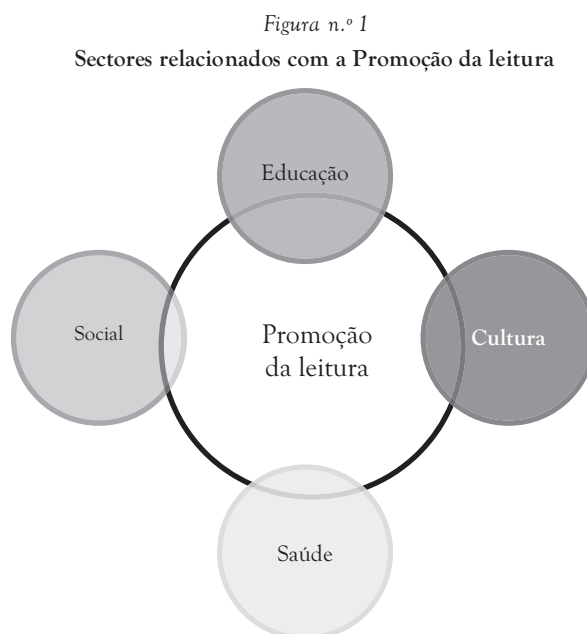 Figura n.º 1
Sectores relacionados com a Promoção da leitura
Educação
Social
Promoção
da leitura
Cultura
Saúde